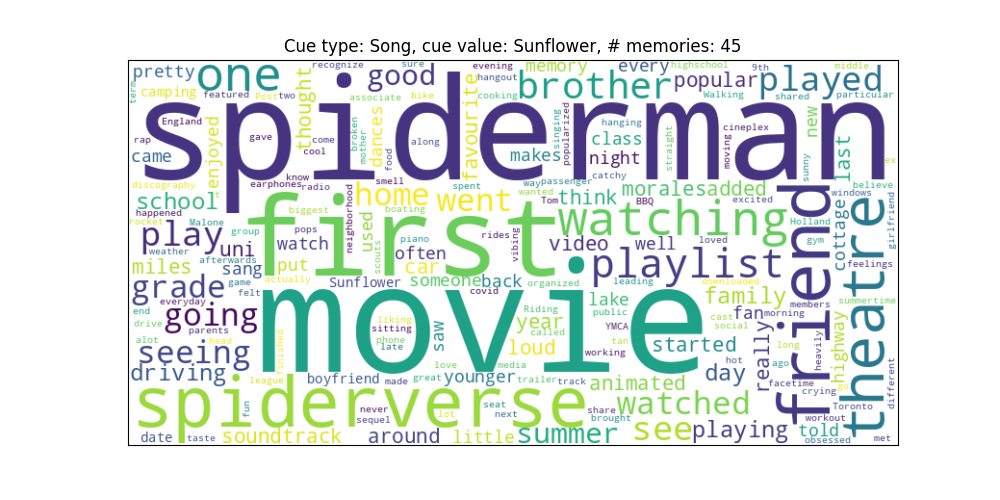 Cue type: Song, cue value: Sunflower, # memories: 45
pretty one thought good favourite evening hangout memory every highschool 9th middle
recognize sure brother popular played
term camping featured Post two associate bike cooking Walking shared particular
spiderman
England rap gave cool come broken mother food dances along singing popularized hanging class straight moving cineplex new
came enjoyed know makes night catchy sunny last ex
discography earphones radio smell spent way passenger wanted Tom BBQ morales added excited believe windows
school home went think
happened rocket group Malone biggest neighborhood used boating piano rides first watching friend Holland gym cottage theatre girlfriend
play uni pops watch scouts often vibing video well loved
weather afterwards
miles sang put car someone back organized playlist leading downloaded feelings
game actually Sunflower covid
grade felt movie lake family members summertime
everyday liking public fan morning
end going sitting saw Riding year cast social heavily highway
drive parents phone called YMCA
alot head finished late loud working tan started really long ago different
seeing love media hot
driving league boyfriend made great younger trailer track animated day facetime go
spiderverse crying Toronto
fun never lot seat share watched workout
sequel next brought
date taste soundtrack around little summer see playing told obsessed met